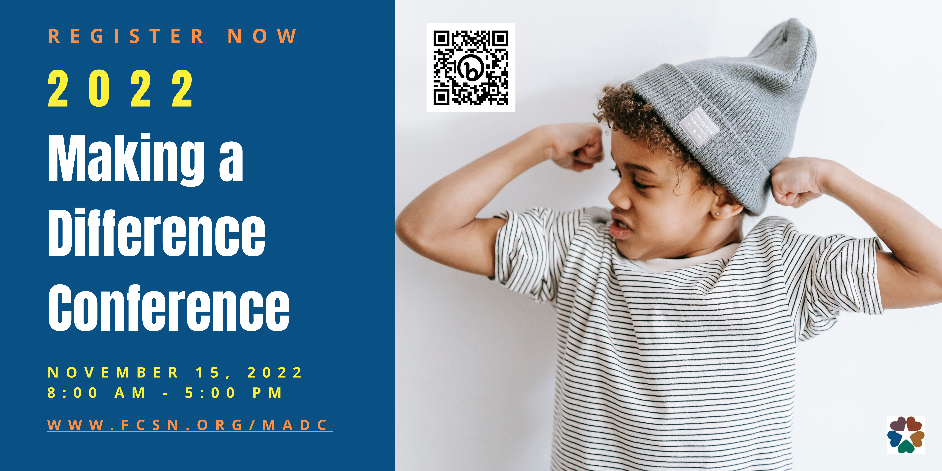 REGISTER NOW
2022
Making a
Difference
Conference
NOVEMBER 15, 2022
8:00 AM - 5:00 PM
WWW.FCSN.ORG/MADC